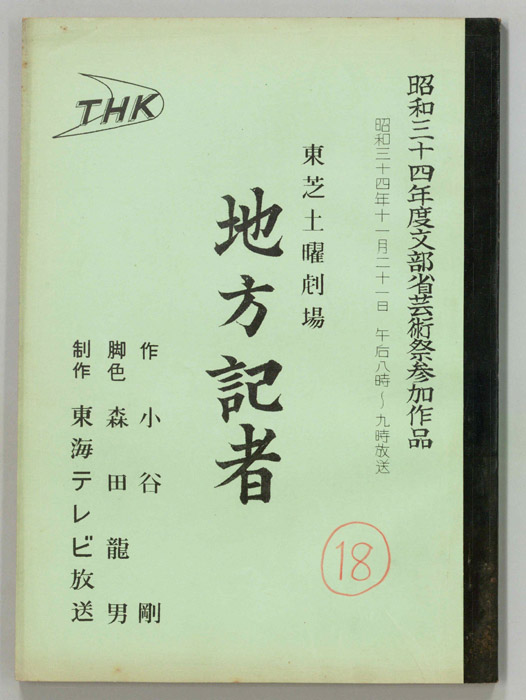 昭和三十四年度文部省芸術祭参加作品
昭和三十四年十一月二十一日　午后八時～九時放送
東芝土曜劇場
地方記者
作　小谷　剛
脚色　森田龍男
制作　東海テレビ放送
THK
18